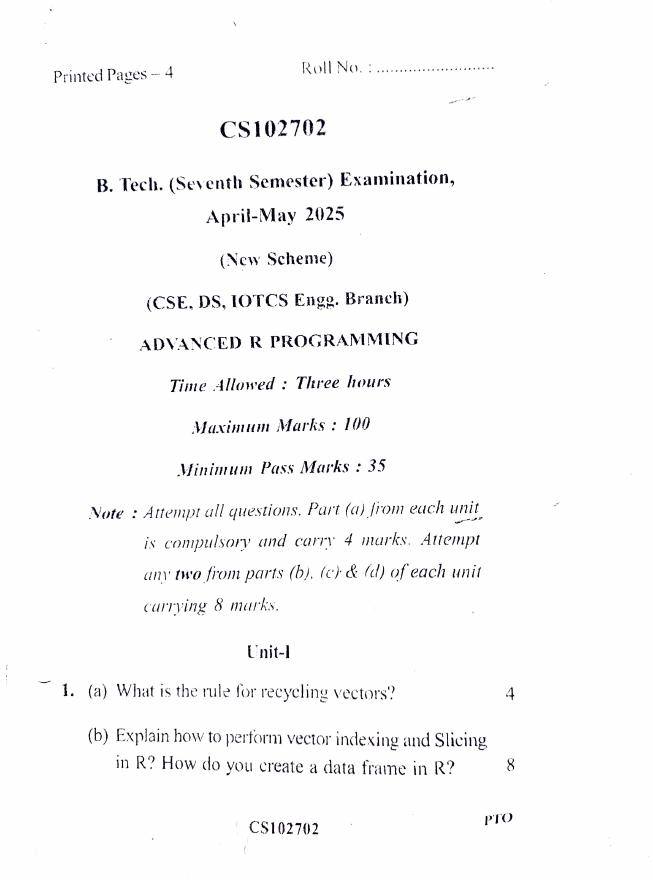 Printed Pages – 4
Roll No. : ..........................
CS102702
B. Tech. (Seventh Semester) Examination,
April-May 2025
(New Scheme)
(CSE, DS, IOTCS Engg. Branch)
ADVANCED R PROGRAMMING
Time Allowed : Three hours
Maximum Marks : 100
Minimum Pass Marks : 35
Note : Attempt all questions. Part (a) from each unit
is compulsory and carry 4 marks. Attempt
any two from parts (b), (c) & (d) of each unit
carrying 8 marks.
Unit-I
1. (a) What is the rule for recycling vectors? 4
(b) Explain how to perform vector indexing and Slicing
in R? How do you create a data frame in R? 8
CS102702
PTO